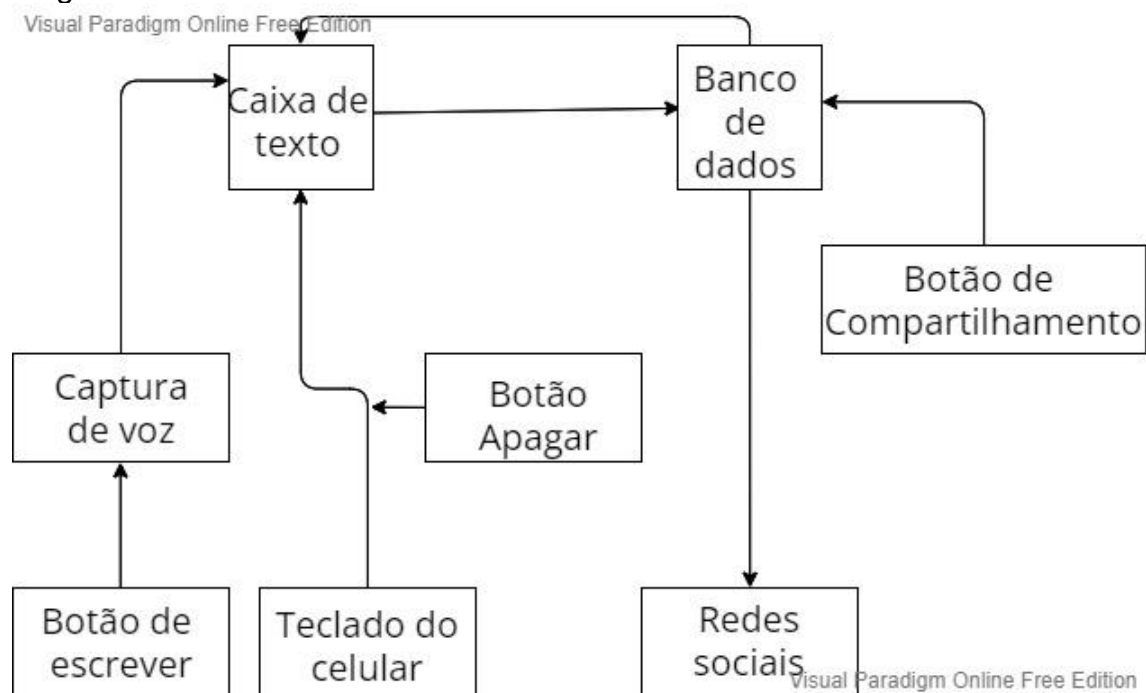 Visual Paradigm Online Free Edition
Caixa de
texto
Banco
de
dados
Botão de
Compartilhamento
Captura
de voz
Botão
Apagar
Botão de
escrever
Teclado do
celular
Redes
sociais
Visual Paradigm Online Free Edition